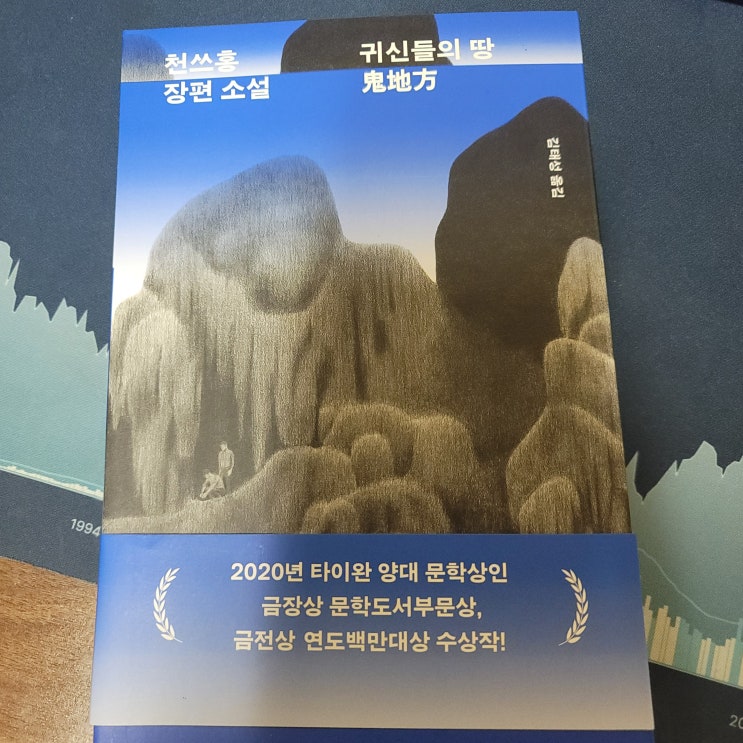 천쓰홍
장편 소설
귀신들의 땅
鬼地方
김태성 옮김
2020년 타이완 양대 문학상인
금장상 문학도서부문상,
금전상 연도백만대상 수상작!
1994
20